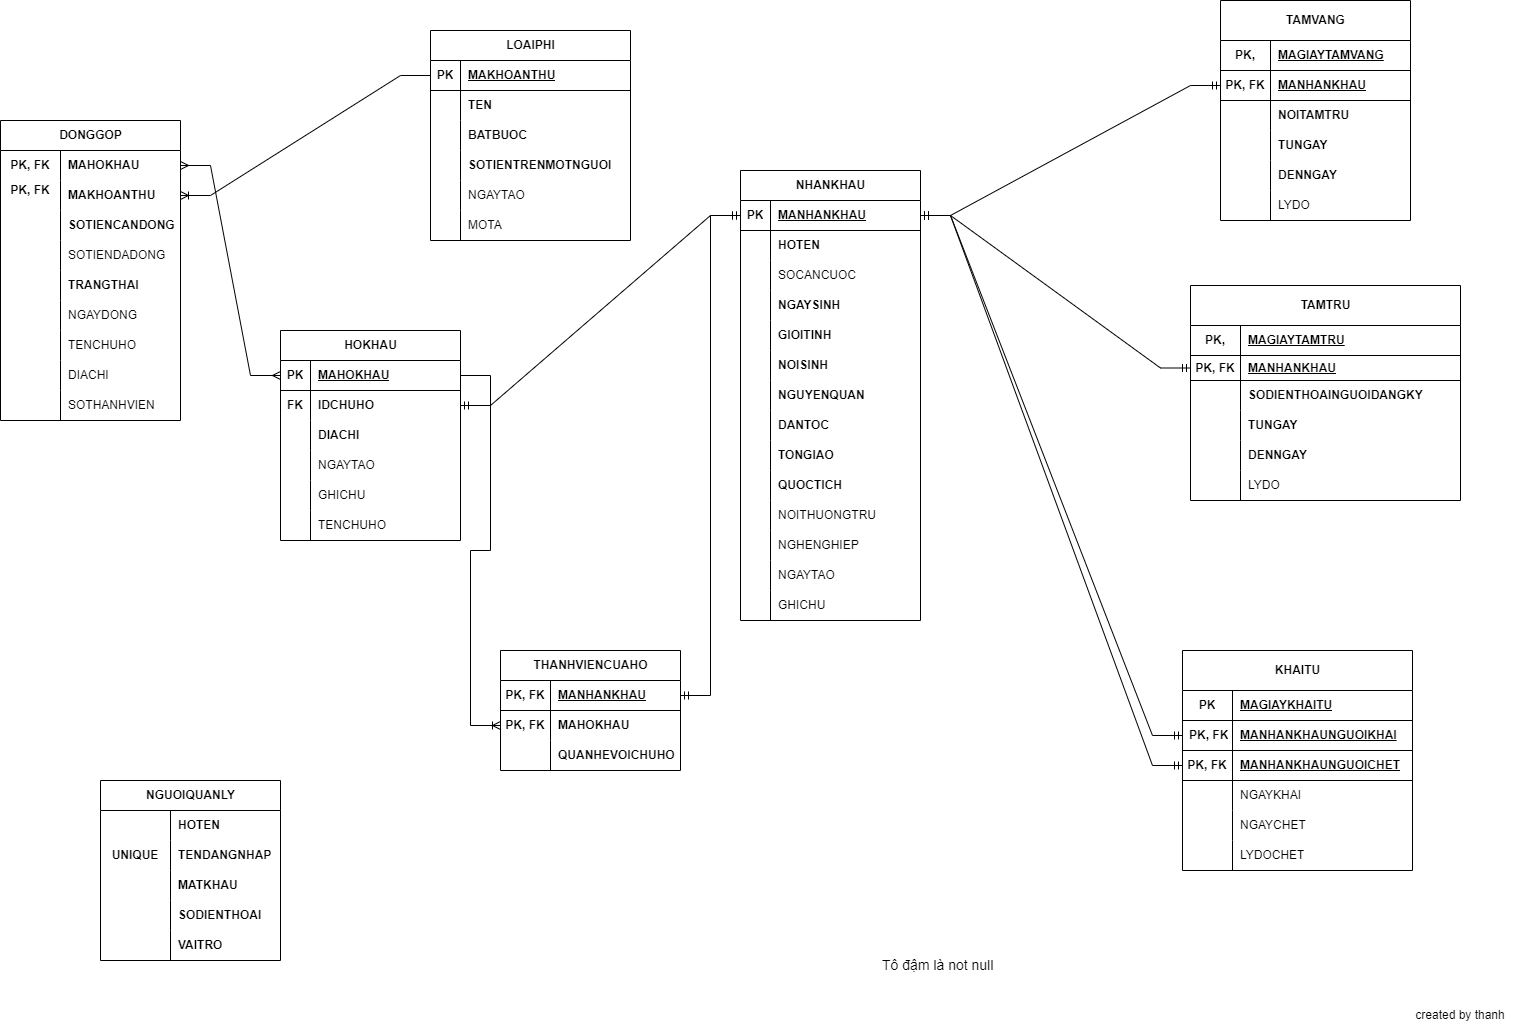 LOAIPHI
PK MAKHOANTHU
TEN
BATBUOC
SOTIENTRENMOTNGUOI
NGAYTAO
MOTA
DONGGOP
PK, FK MAHOKHAU
PK, FK MAKHOANTHU
SOTIENCANDONG
SOTIENDADONG
TRANGTHAI
NGAYDONG
TENCHUHO
DIACHI
SOTHANHVIEN
HOKHAU
PK MAHOKHAU
FK IDCHUHO
DIACHI
NGAYTAO
GHICHU
TENCHUHO
NHANKHAU
PK MANHANKHAU
HOTEN
SOCANCUOC
NGAYSINH
GIOITINH
NOISINH
NGUYENQUAN
DANTOC
TONGIAO
QUOCTICH
NOITHUONGTRU
NGHENGHIEP
NGAYTAO
GHICHU
TAMVANG
PK, MAGIAYTAMVANG
PK, FK MANHANKHAU
NOITAMTRU
TUNGAY
DENNGAY
LYDO
TAMTRU
PK, MAGIAYTAMTRU
PK, FK MANHANKHAU
SODIENTHOAINGUOIDANGKY
TUNGAY
DENNGAY
LYDO
THANHVIENCUAHO
PK, FK MANHANKHAU
PK, FK MAHOKHAU
QUANHEVOICHUHO
KHAITU
PK MAGIAYKHAITU
PK, FK MANHANKHAUNGUOIKHAI
PK, FK MANHANKHAUNGUOICHET
NGAYKHAI
NGAYCHET
LYDOCHET
NGUOIQUANLY
HOTEN
UNIQUE TENDANGNHAP
MATKHAU
SODIENTHOAI
VAITRO
Tô đậm là not null
created by thanh